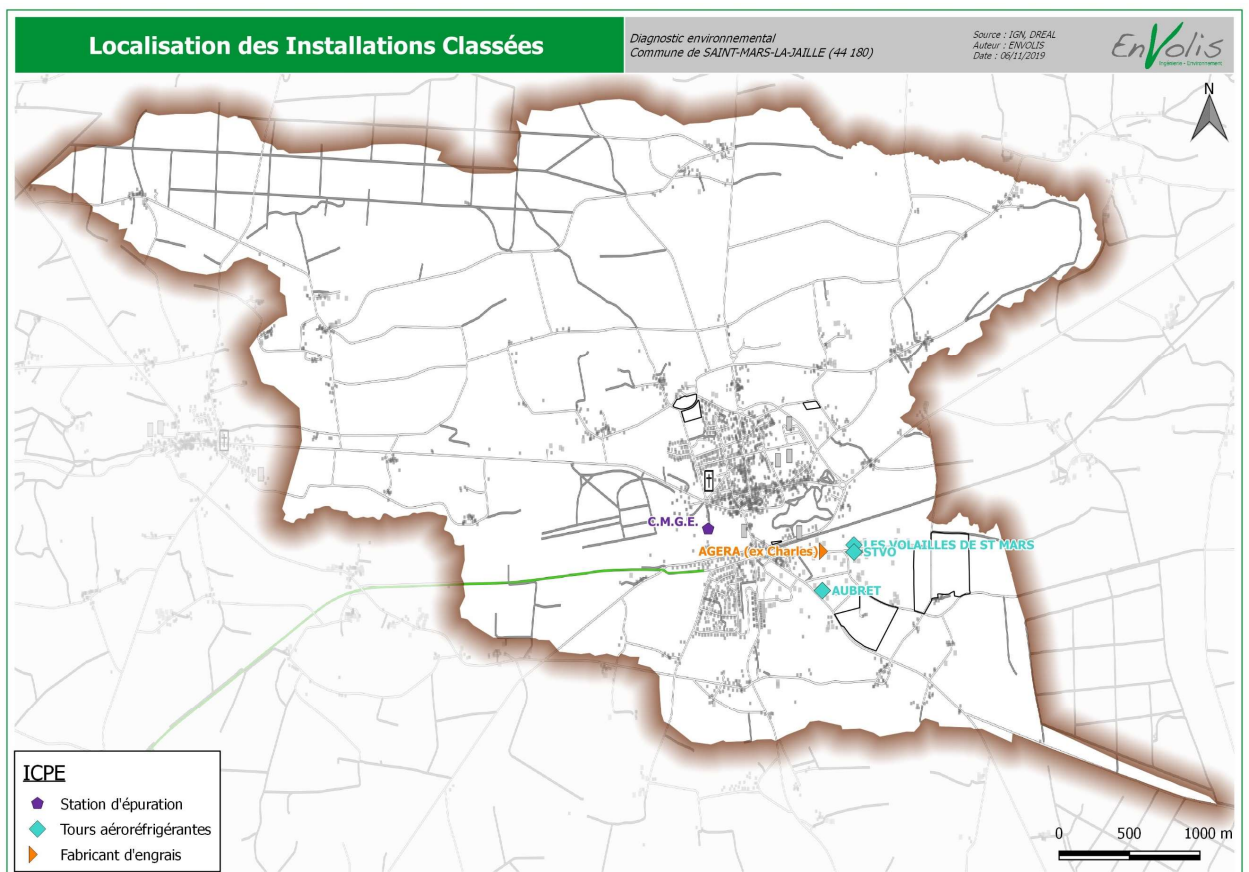 Localisation des Installations Classées
Diagnostic environnemental
Commune de SAINT-MARS-LA-JAILLE (44 180)
Source : IGN, DREAL
Auteur : ENVOLIS
Date : 06/11/2019
EnVolis
Ingénierie - Environnement
N
C.M.G.E.
LES VOLAILLES DE ST MARS
AGERA (ex Charles)
STVO
AUBRET
ICPE
Station d'épuration
Tours aéroréfrigérantes
Fabricant d'engrais
0 500 1000 m